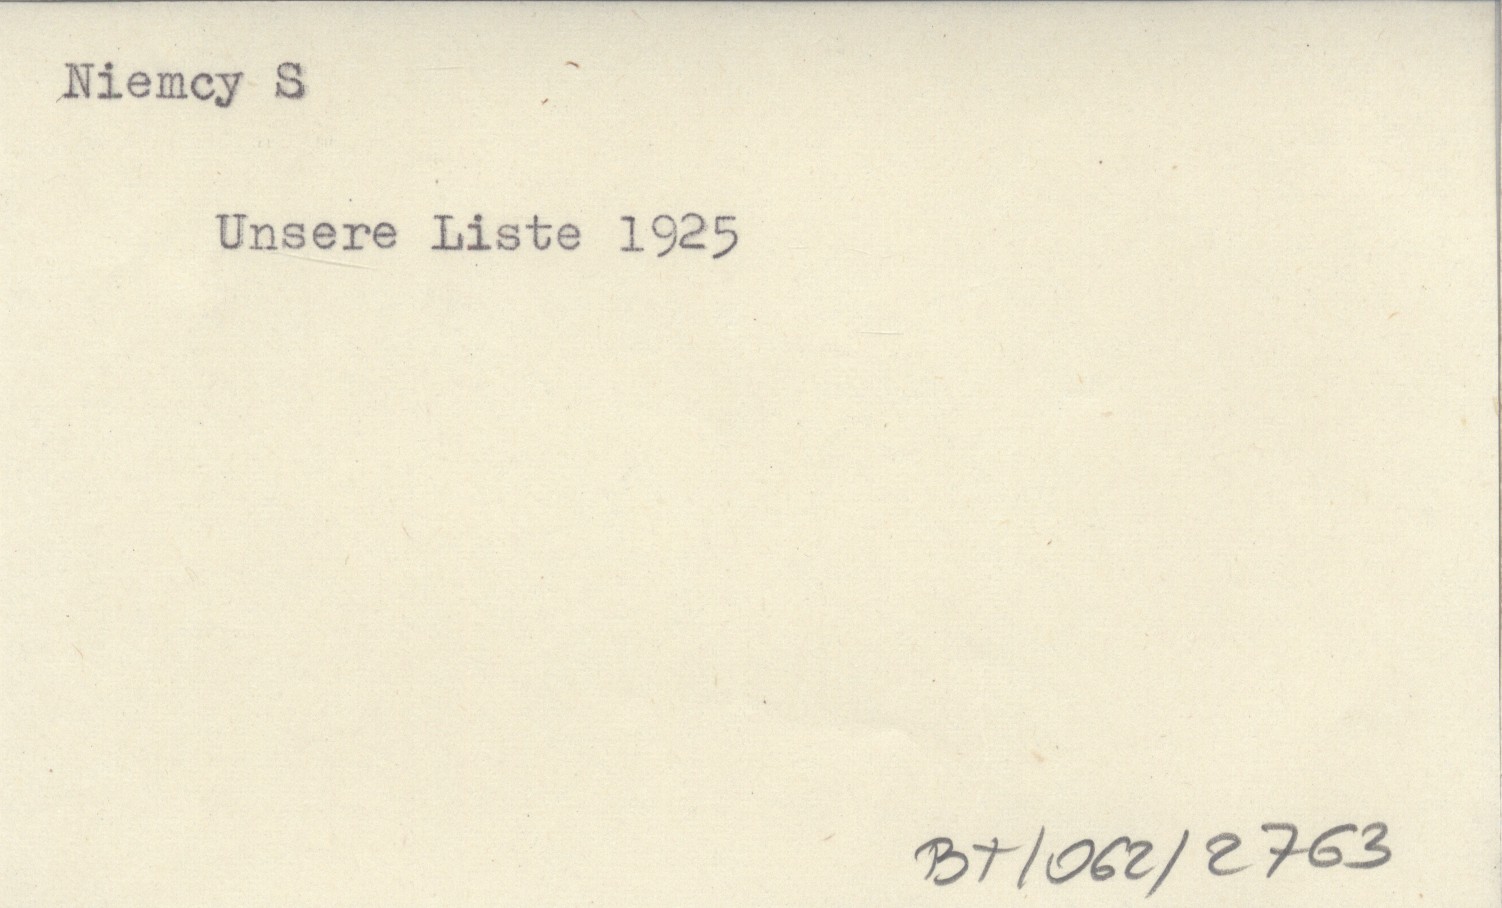 Niemcy S
Unsere Liste 1925
BT/062/2763